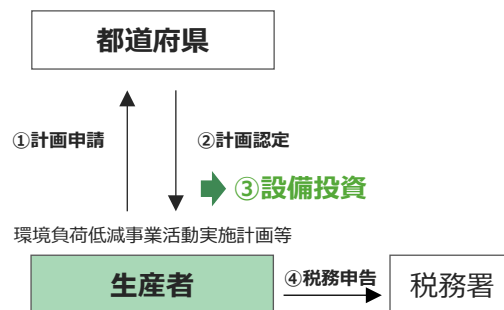 都道府県
①計画申請
②計画認定
③設備投資
環境負荷低減事業活動実施計画等
生産者
④税務申告
税務署